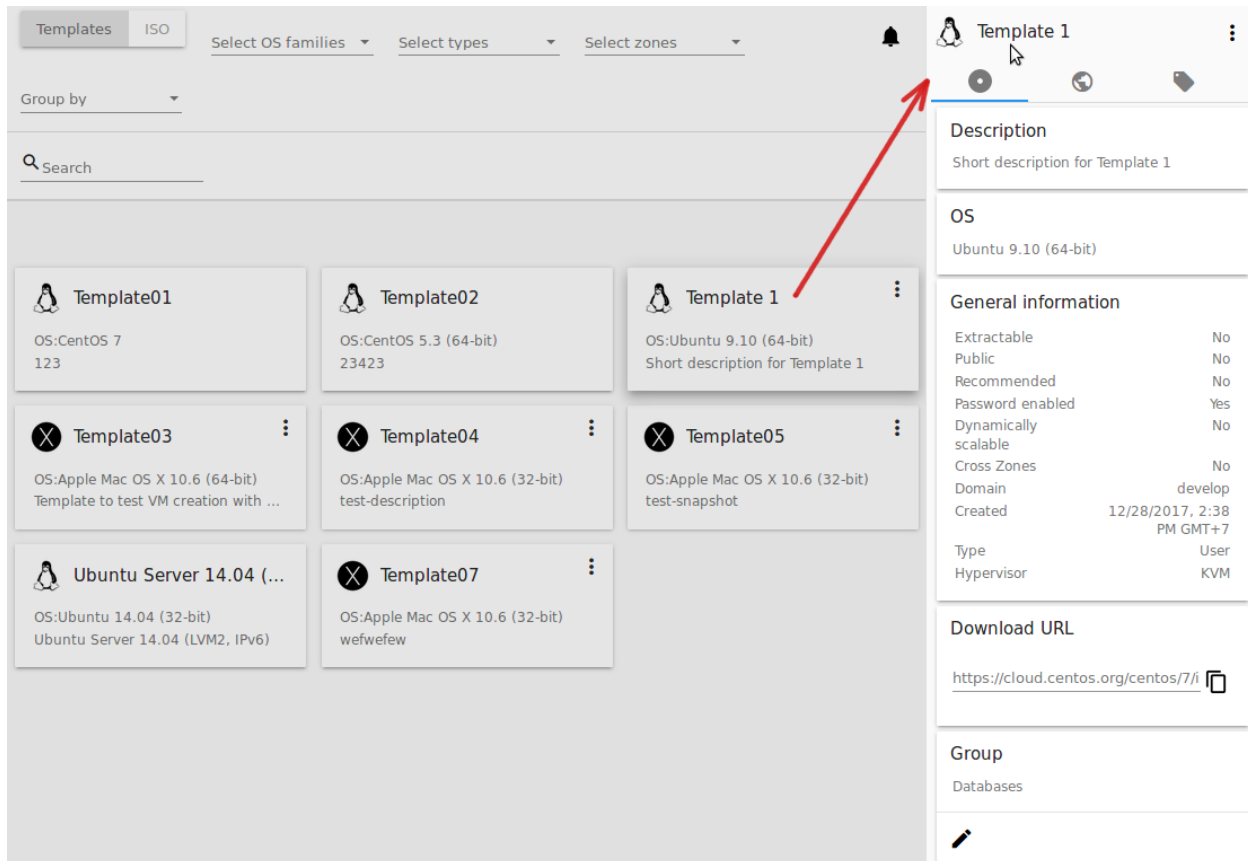 Templates
ISO
Select OS families
Select types
Select zones
Group by
Search
Template01
OS:CentOS 7
123
Template02
OS:CentOS 5.3 (64-bit)
23423
Template 1
OS:Ubuntu 9.10 (64-bit)
Short description for Template 1
Template03
OS:Apple Mac OS X 10.6 (64-bit)
Template to test VM creation with ...
Template04
OS:Apple Mac OS X 10.6 (32-bit)
test-description
Template05
OS:Apple Mac OS X 10.6 (32-bit)
test-snapshot
Ubuntu Server 14.04 (...
OS:Ubuntu 14.04 (32-bit)
Ubuntu Server 14.04 (LVM2, IPv6)
Template07
OS:Apple Mac OS X 10.6 (32-bit)
wefwefew
Template 1
Description
Short description for Template 1
OS
Ubuntu 9.10 (64-bit)
General information
Extractable No
Public No
Recommended No
Password enabled Yes
Dynamically No
scalable
Cross Zones No
Domain develop
Created 12/28/2017, 2:38
PM GMT+7
Type User
Hypervisor KVM
Download URL
https://cloud.centos.org/centos/7/i
Group
Databases